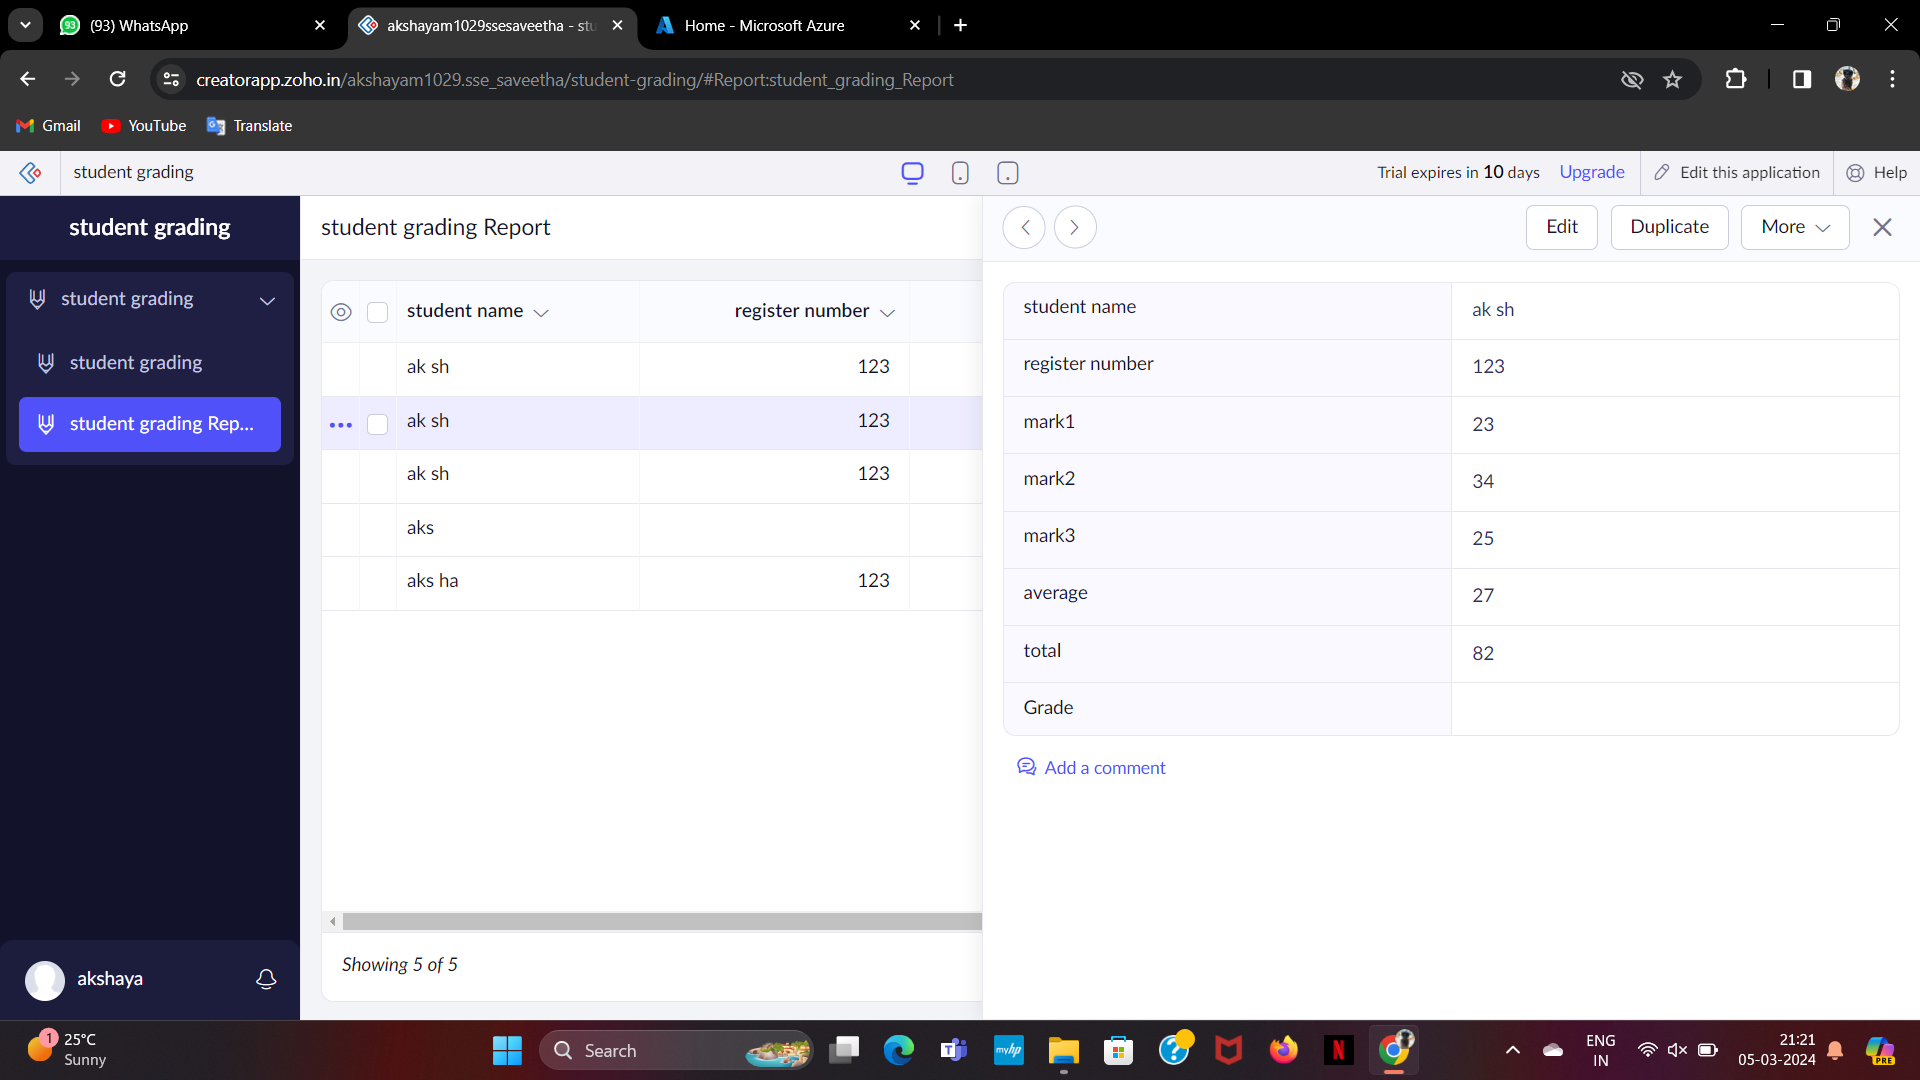 (93) WhatsApp
akshayam1029ssesaveetha - stu
Home - Microsoft Azure
creatorapp.zoho.in/akshayam1029.sse_saveetha/student-grading/#Report:student_grading_Report
Gmail YouTube Translate
student grading
Trial expires in 10 days Upgrade Edit this application Help
student grading
student grading
student grading
student grading Rep...
akshaya
student grading Report
student name register number
ak sh 123
ak sh 123
ak sh 123
aks
aks ha 123
Showing 5 of 5
Edit Duplicate More
student name ak sh
register number 123
mark1 23
mark2 34
mark3 25
average 27
total 82
Grade
Add a comment
1
25°C
Sunny
Search
myhp
ENG
IN
21:21
05-03-2024
PRE